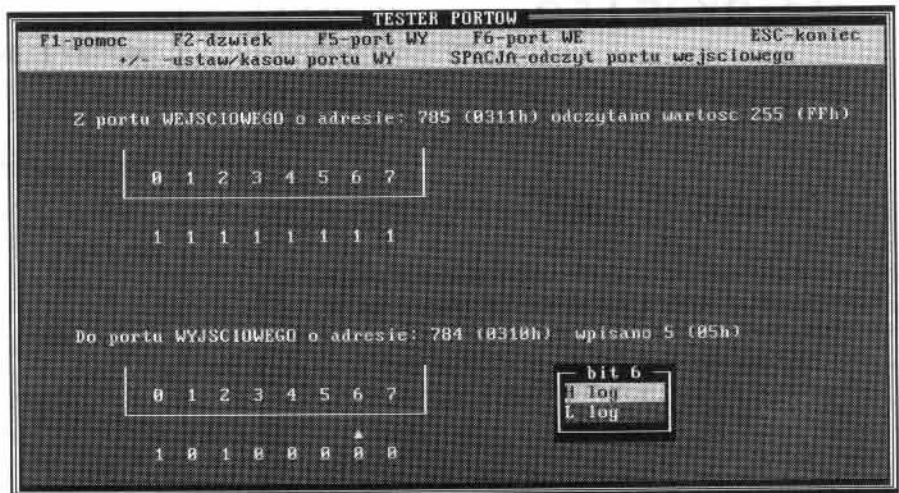 TESTER PORTOW
F1-pomoc F2-dzwiek F5-port WY F6-port WE ESC-koniec
+/- -ustaw/kasow portu WY SPACJA-odczyt portu wejsciowego
Z portu WEJSCIOWEGO o adresie: 785 (0311h) odczytano wartosc 255 (FFh)
0 1 2 3 4 5 6 7
1 1 1 1 1 1 1 1
Do portu WYJSCIOWEGO o adresie: 784 (0310h) wpisano 5 (05h)
bit 6
H log
0 1 2 3 4 5 6 7
L log
1 0 1 0 0 0 0 0